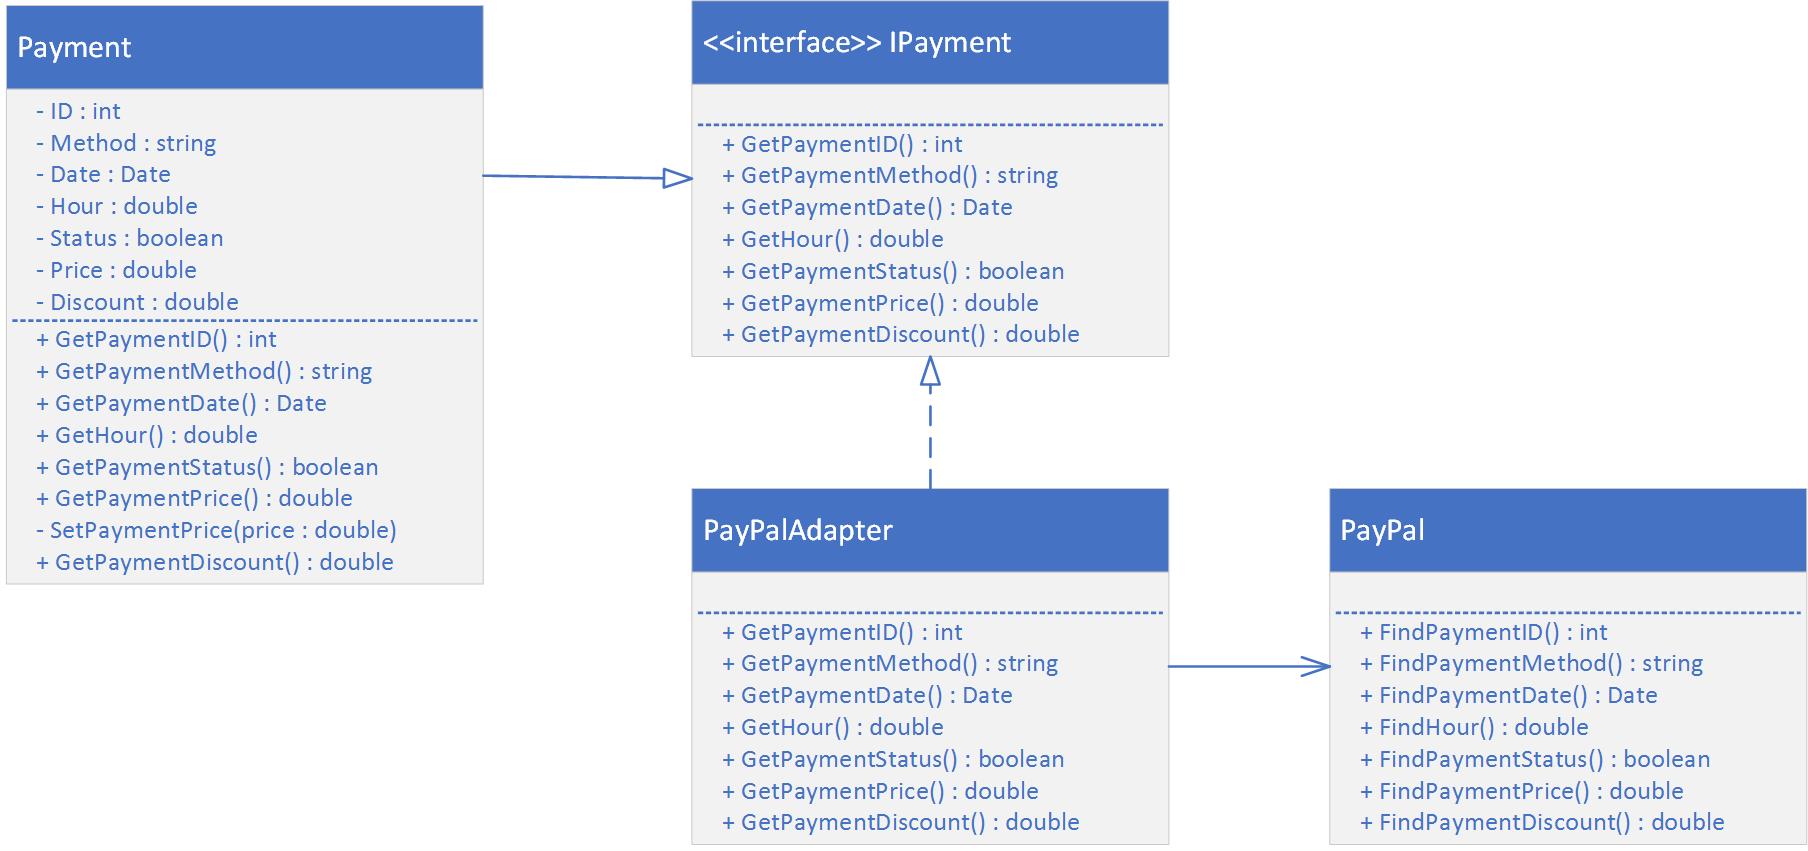 Payment
- ID : int
- Method : string
- Date : Date
- Hour : double
- Status : boolean
- Price : double
- Discount : double
+ GetPaymentID() : int
+ GetPaymentMethod() : string
+ GetPaymentDate() : Date
+ GetHour() : double
+ GetPaymentStatus() : boolean
+ GetPaymentPrice() : double
- SetPaymentPrice(price : double)
+ GetPaymentDiscount() : double
<<interface>> IPayment
+ GetPaymentID() : int
+ GetPaymentMethod() : string
+ GetPaymentDate() : Date
+ GetHour() : double
+ GetPaymentStatus() : boolean
+ GetPaymentPrice() : double
+ GetPaymentDiscount() : double
PayPalAdapter
+ GetPaymentID() : int
+ GetPaymentMethod() : string
+ GetPaymentDate() : Date
+ GetHour() : double
+ GetPaymentStatus() : boolean
+ GetPaymentPrice() : double
+ GetPaymentDiscount() : double
PayPal
+ FindPaymentID() : int
+ FindPaymentMethod() : string
+ FindPaymentDate() : Date
+ FindHour() : double
+ FindPaymentStatus() : boolean
+ FindPaymentPrice() : double
+ FindPaymentDiscount() : double